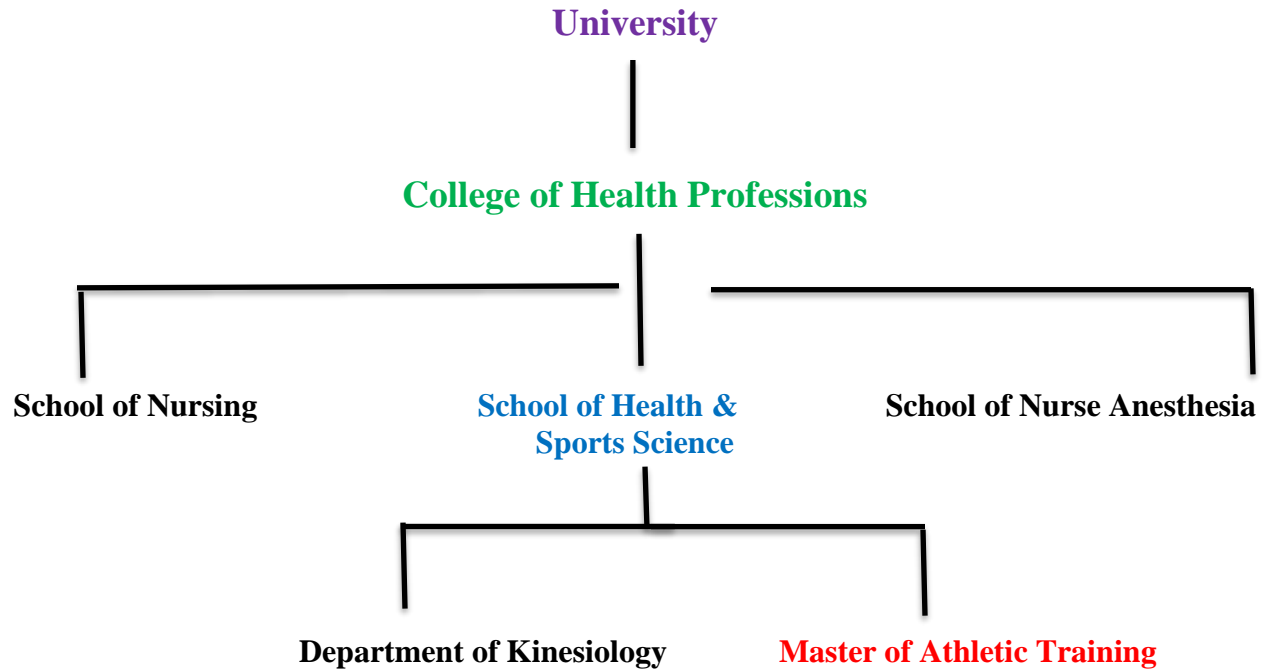 University
College of Health Professions
School of Nursing
School of Health &
Sports Science
School of Nurse Anesthesia
Department of Kinesiology
Master of Athletic Training